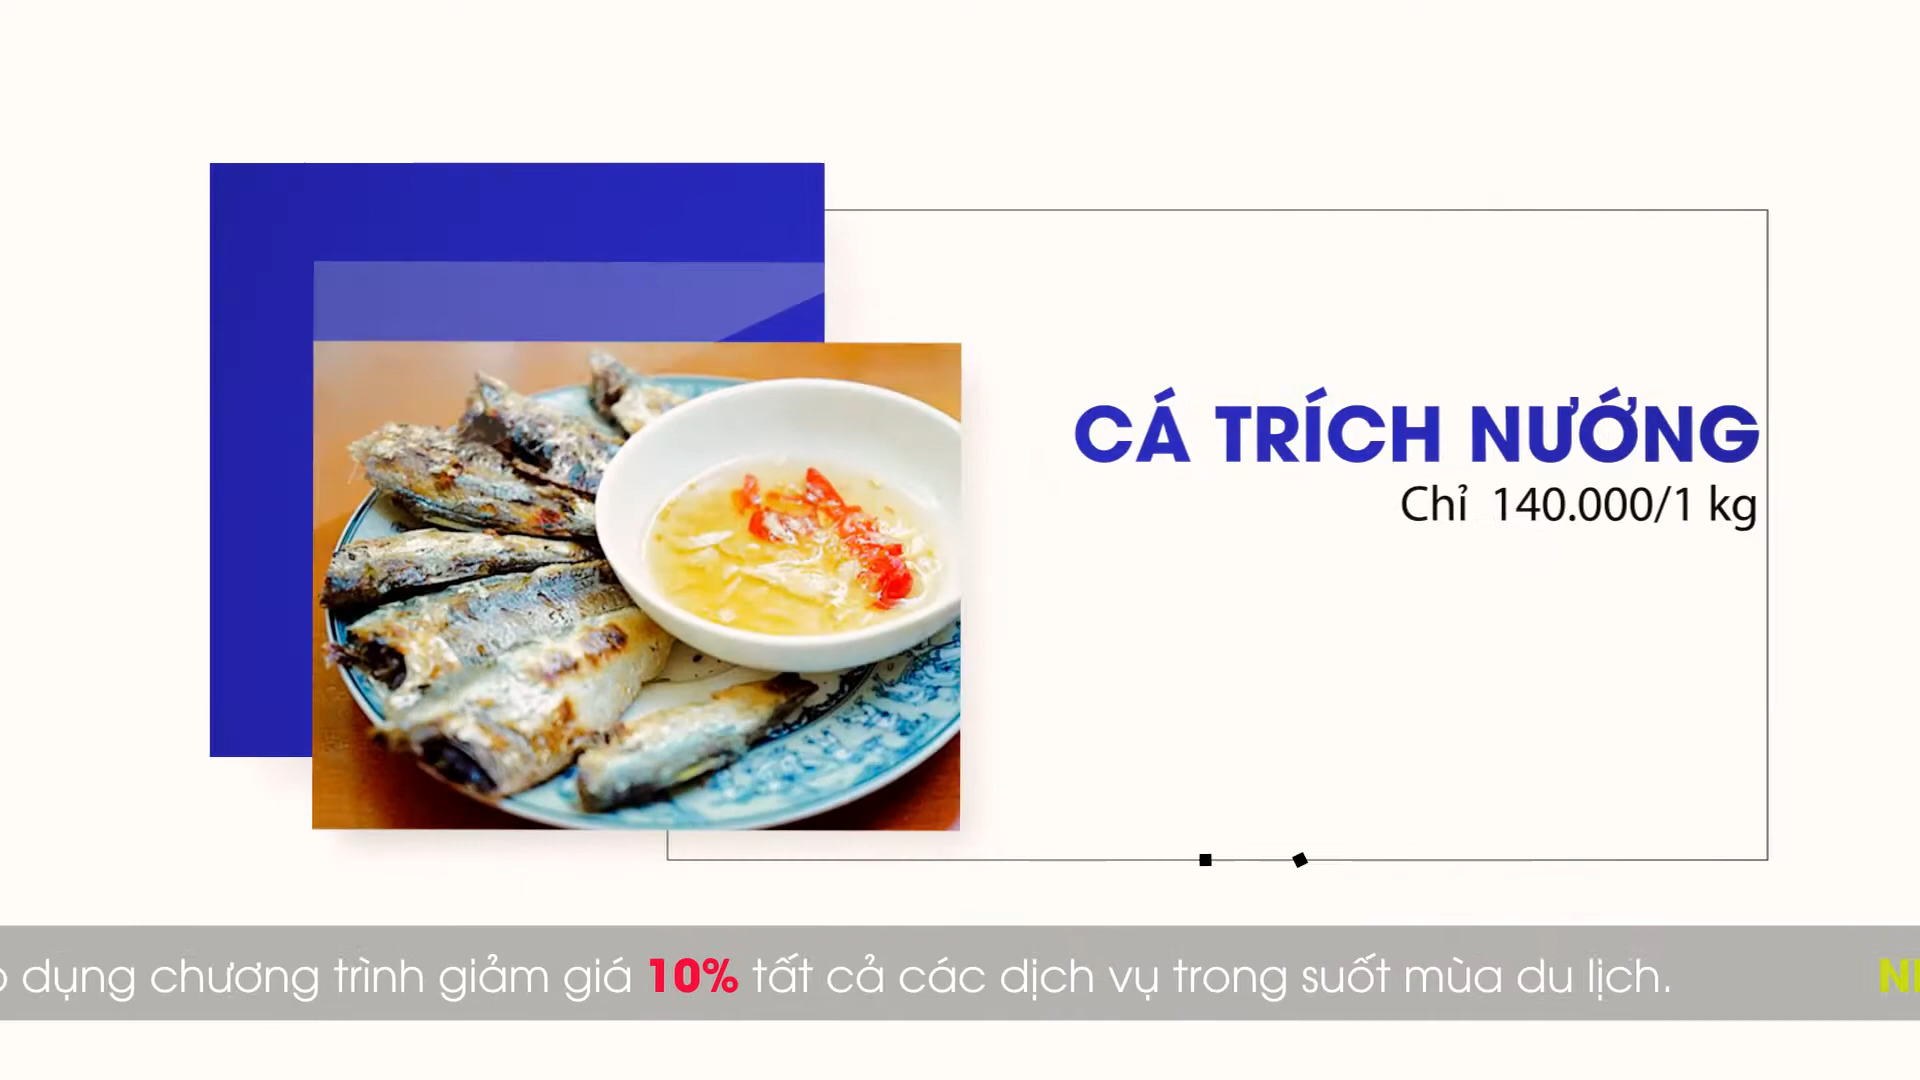 CÁ TRÍCH NƯỚNG
Chỉ 140.000/1 kg
dụng chương trình giảm giá 10% tất cả các dịch vụ trong suốt mùa du lịch.